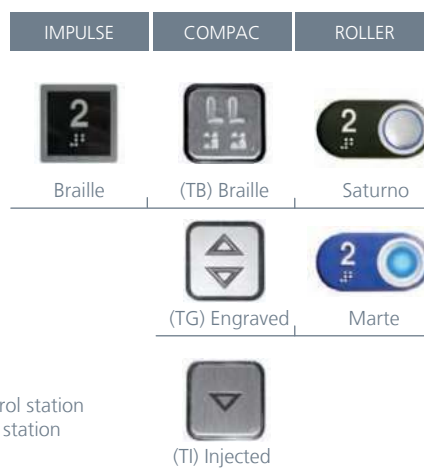 IMPULSE COMPAC ROLLER
2 2
Braille (TB) Braille Saturno
2
(TG) Engraved Marte
rol station
station
(TI) Injected